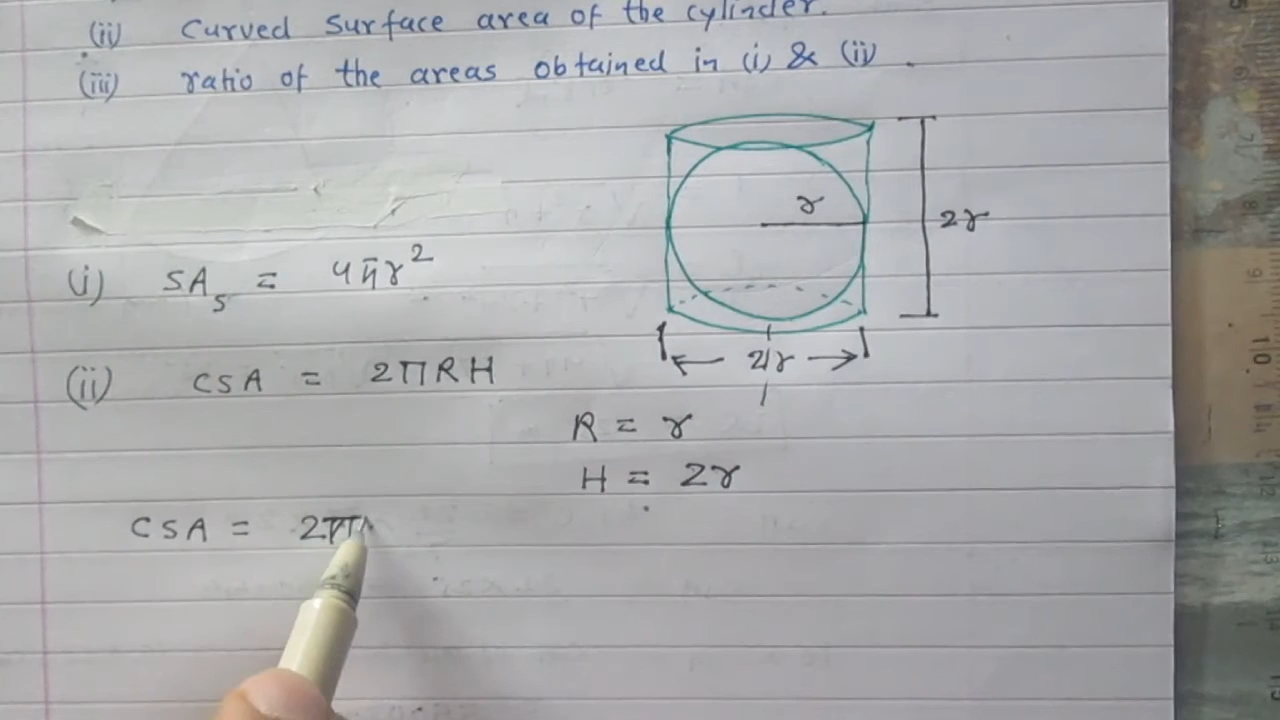 (ii) Curved surface area of the cylinder.
(iii) ratio of the areas obtained in (i) & (ii) .
r
2r
(i) SAs = 4πr²
2r
(ii) CSA = 2πRH
R = r
H = 2r
CSA = 2π